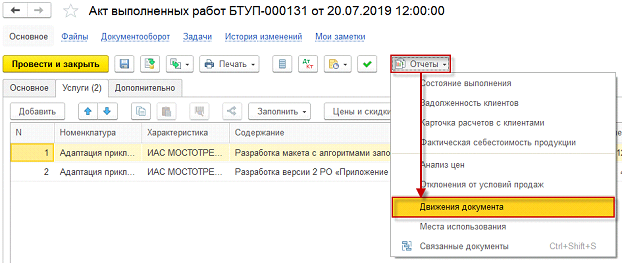 Акт выполненных работ БТУП-000131 от 20.07.2019 12:00:00
Основное Файлы Документооборот Задачи История изменений Мои заметки
Провести и закрыть Печать Дт Кт Отчеты
Основное Услуги (2) Дополнительно
Добавить Заполнить Цены и скидки
N Номенклатура Характеристика Содержание
1 Адаптация прикл... ИАС МОСТОТРЕ... Разработка макета с алгоритмами запо
2 Адаптация прикл... ИАС МОСТОТРЕ... Разработка версии 2 РО «Приложение
Состояние выполнения
Задолженность клиентов
Карточка расчетов с клиентами
Фактическая себестоимость продукции
Анализ цен
Отклонения от условий продаж
Движения документа
Места использования
Связанные документы Ctrl+Shift+S